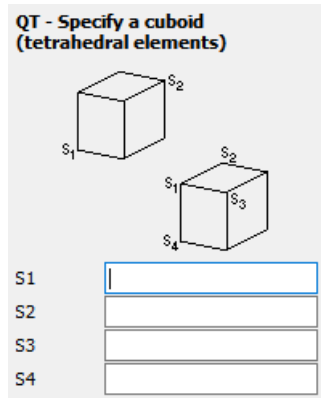 QT - Specify a cuboid
(tetrahedral elements)
S2
S1
S2
S1
S3
S4
S1
S2
S3
S4